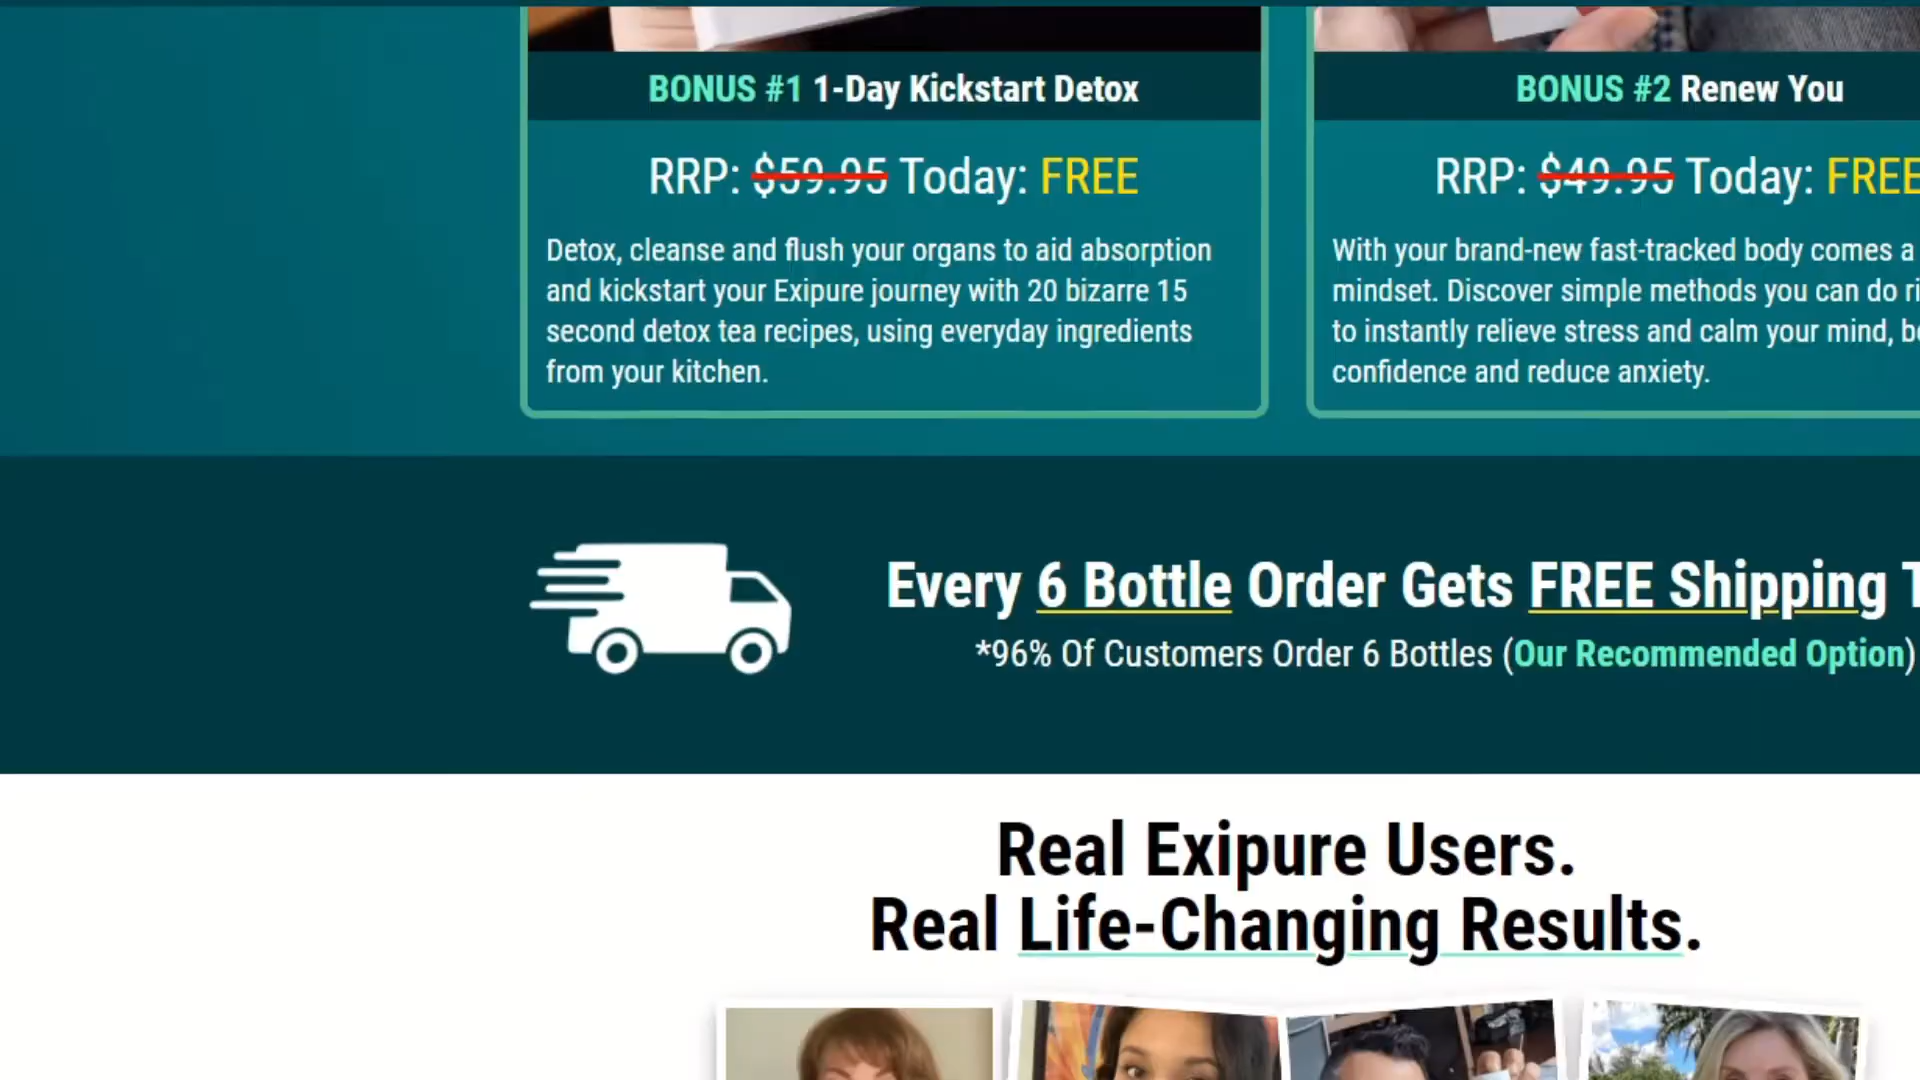 BONUS #1 1-Day Kickstart Detox
RRP: $59.95 Today: FREE
Detox, cleanse and flush your organs to aid absorption
and kickstart your Exipure journey with 20 bizarre 15
second detox tea recipes, using everyday ingredients
from your kitchen.
BONUS #2 Renew You
RRP: $49.95 Today: FREE
With your brand-new fast-tracked body comes a
mindset. Discover simple methods you can do
to instantly relieve stress and calm your mind,
confidence and reduce anxiety.
Every 6 Bottle Order Gets FREE Shipping
*96% Of Customers Order 6 Bottles (Our Recommended Option)
Real Exipure Users.
Real Life-Changing Results.